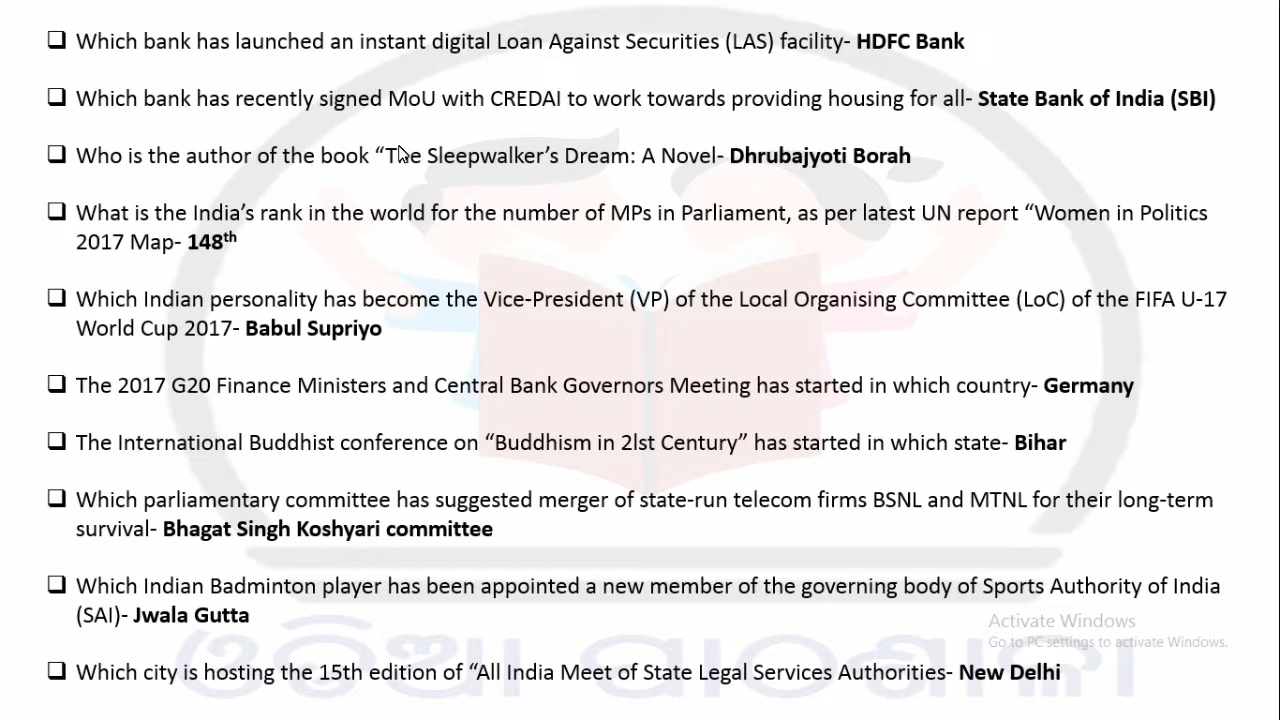 ❑ Which bank has launched an instant digital Loan Against Securities (LAS) facility- HDFC Bank
❑ Which bank has recently signed MoU with CREDAI to work towards providing housing for all- State Bank of India (SBI)
❑ Who is the author of the book “The Sleepwalker’s Dream: A Novel- Dhrubajyoti Borah
❑ What is the India’s rank in the world for the number of MPs in Parliament, as per latest UN report “Women in Politics
2017 Map- 148th
❑ Which Indian personality has become the Vice-President (VP) of the Local Organising Committee (LoC) of the FIFA U-17
World Cup 2017- Babul Supriyo
❑ The 2017 G20 Finance Ministers and Central Bank Governors Meeting has started in which country- Germany
❑ The International Buddhist conference on “Buddhism in 2lst Century” has started in which state- Bihar
❑ Which parliamentary committee has suggested merger of state-run telecom firms BSNL and MTNL for their long-term
survival- Bhagat Singh Koshyari committee
❑ Which Indian Badminton player has been appointed a new member of the governing body of Sports Authority of India
(SAI)- Jwala Gutta
Activate Windows
Go to PC settings to activate Windows.
❑ Which city is hosting the 15th edition of “All India Meet of State Legal Services Authorities- New Delhi